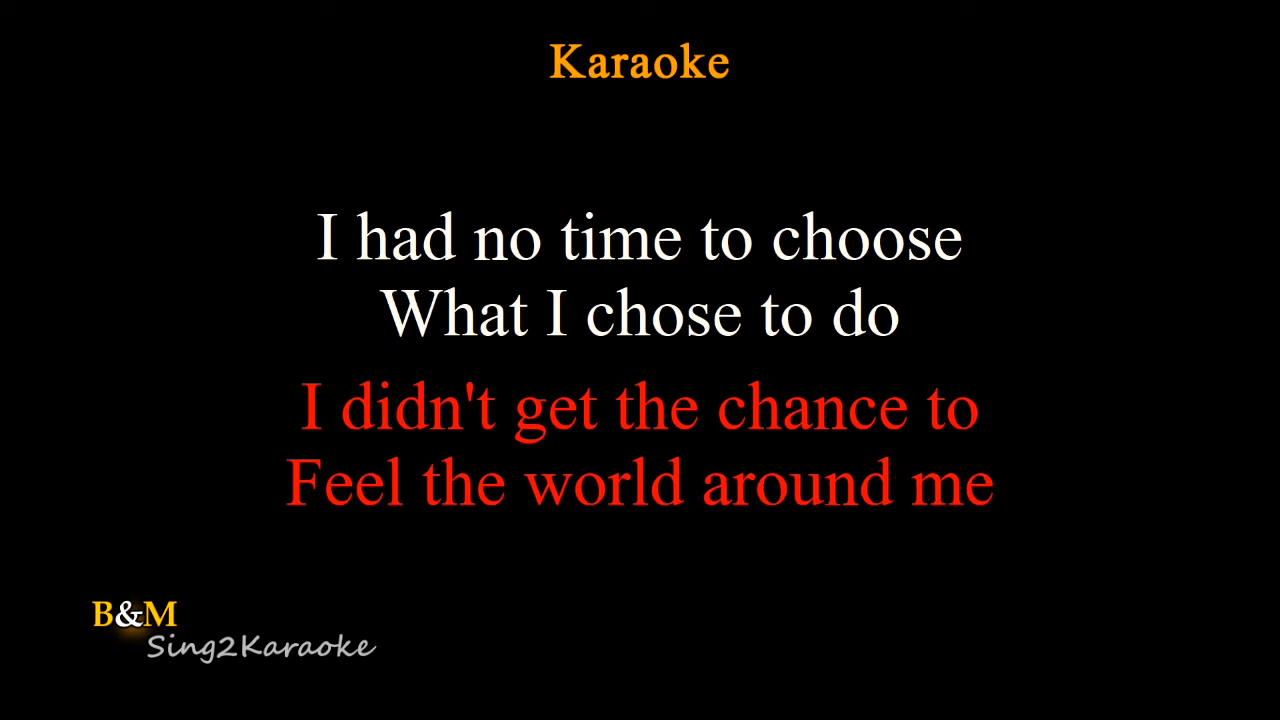 Karaoke
I had no time to choose
What I chose to do
I didn't get the chance to
Feel the world around me
B&M
Sing2Karaoke